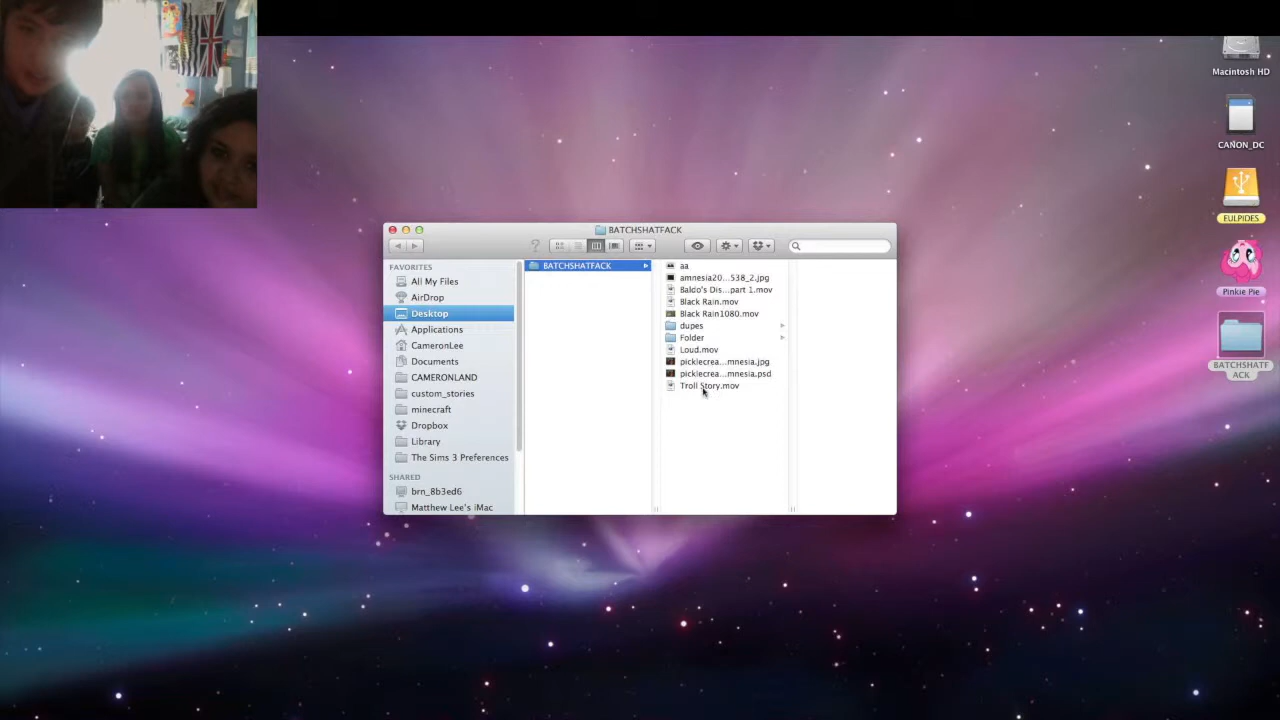 Macintosh HD
CANON_DC
EULPIDES
Pinkie Pie
BATCHSHATF
ACK
BATCHSHATFACK
FAVORITES
All My Files
AirDrop
Desktop
Applications
CameronLee
Documents
CAMERONLAND
custom_stories
minecraft
Dropbox
Library
The Sims 3 Preferences
SHARED
brn_8b3ed6
Matthew Lee's iMac
BATCHSHATFACK
aa
amnesia20...538_2.jpg
Baldo's Dis...part 1.mov
Black Rain.mov
Black Rain1080.mov
dupes
Folder
Loud.mov
picklecrea...mnesia.jpg
picklecrea...mnesia.psd
Troll Story.mov